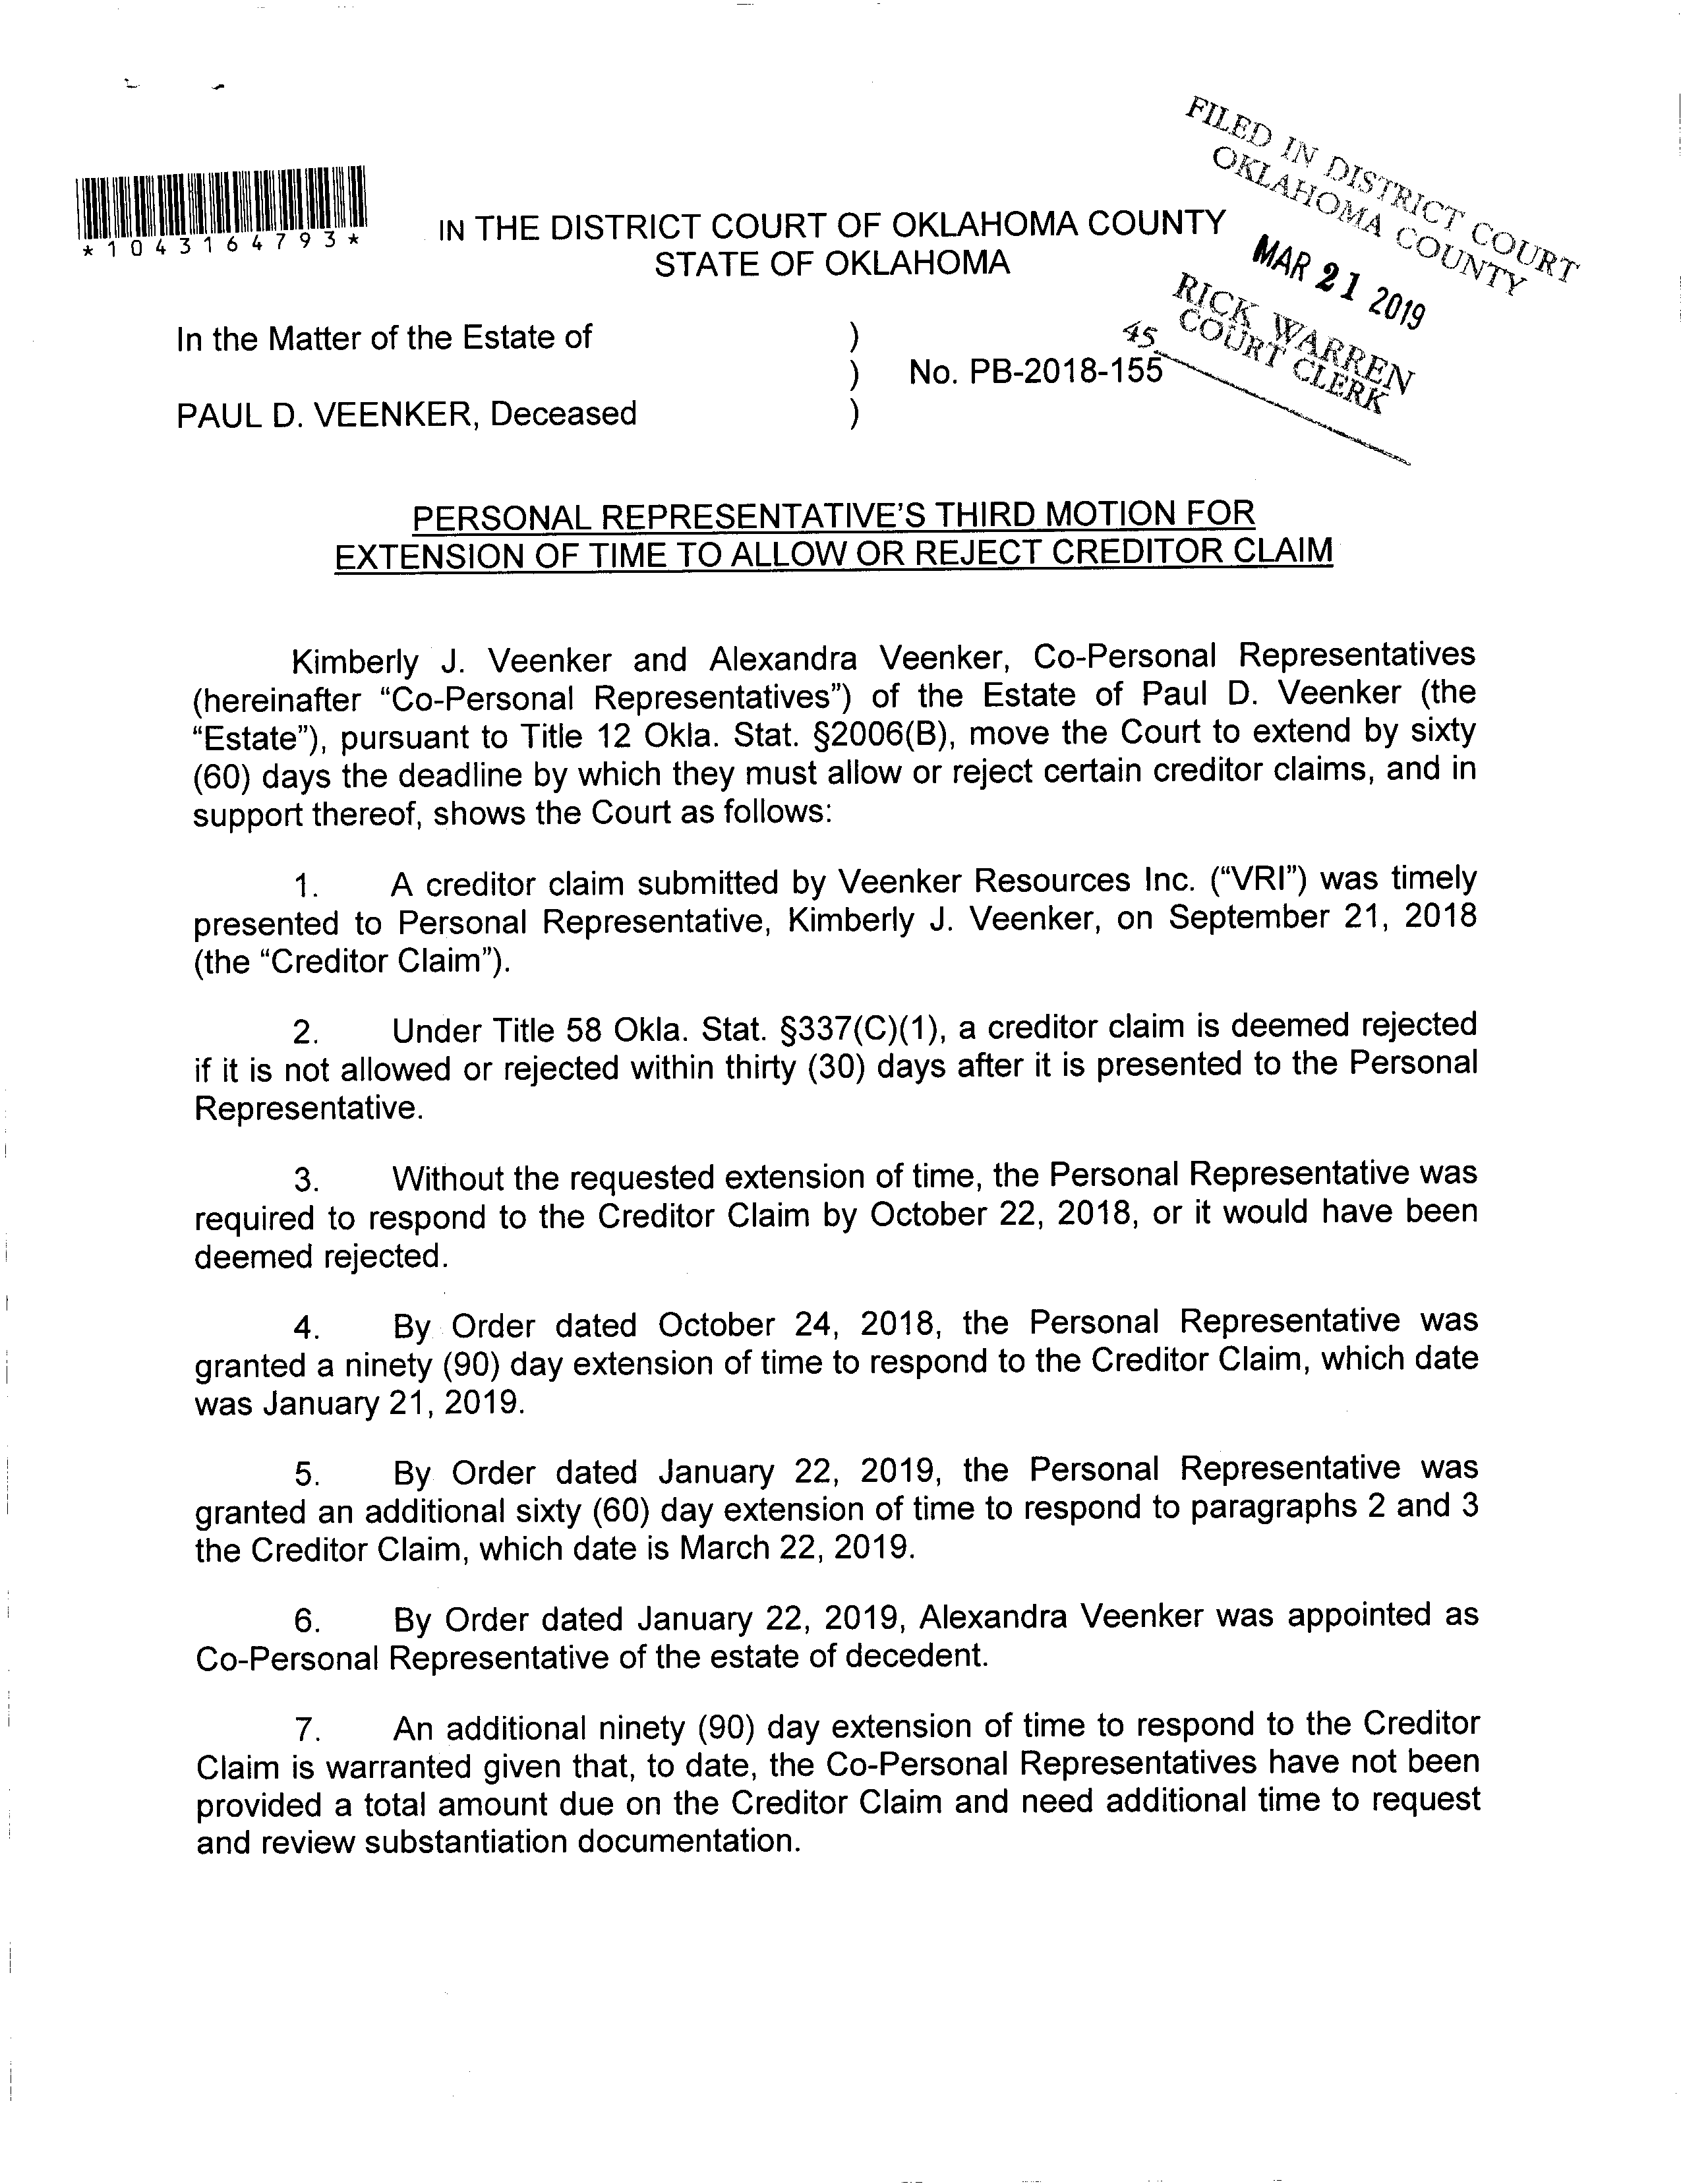 FILED IN DISTRICT COURT
OKLAHOMA COUNTY
MAR 21 2019
RICK WARREN
COURT CLERK
45
*1043164793*
IN THE DISTRICT COURT OF OKLAHOMA COUNTY
STATE OF OKLAHOMA
In the Matter of the Estate of )
) No. PB-2018-155
PAUL D. VEENKER, Deceased )
PERSONAL REPRESENTATIVE'S THIRD MOTION FOR
EXTENSION OF TIME TO ALLOW OR REJECT CREDITOR CLAIM
Kimberly J. Veenker and Alexandra Veenker, Co-Personal Representatives
(hereinafter “Co-Personal Representatives”) of the Estate of Paul D. Veenker (the
“Estate”), pursuant to Title 12 Okla. Stat. §2006(B), move the Court to extend by sixty
(60) days the deadline by which they must allow or reject certain creditor claims, and in
support thereof, shows the Court as follows:
1. A creditor claim submitted by Veenker Resources Inc. (“VRI”) was timely
presented to Personal Representative, Kimberly J. Veenker, on September 21, 2018
(the “Creditor Claim”).
2. Under Title 58 Okla. Stat. §337(C)(1), a creditor claim is deemed rejected
if it is not allowed or rejected within thirty (30) days after it is presented to the Personal
Representative.
3. Without the requested extension of time, the Personal Representative was
required to respond to the Creditor Claim by October 22, 2018, or it would have been
deemed rejected.
4. By Order dated October 24, 2018, the Personal Representative was
granted a ninety (90) day extension of time to respond to the Creditor Claim, which date
was January 21, 2019.
5. By Order dated January 22, 2019, the Personal Representative was
granted an additional sixty (60) day extension of time to respond to paragraphs 2 and 3
the Creditor Claim, which date is March 22, 2019.
6. By Order dated January 22, 2019, Alexandra Veenker was appointed as
Co-Personal Representative of the estate of decedent.
7. An additional ninety (90) day extension of time to respond to the Creditor
Claim is warranted given that, to date, the Co-Personal Representatives have not been
provided a total amount due on the Creditor Claim and need additional time to request
and review substantiation documentation.